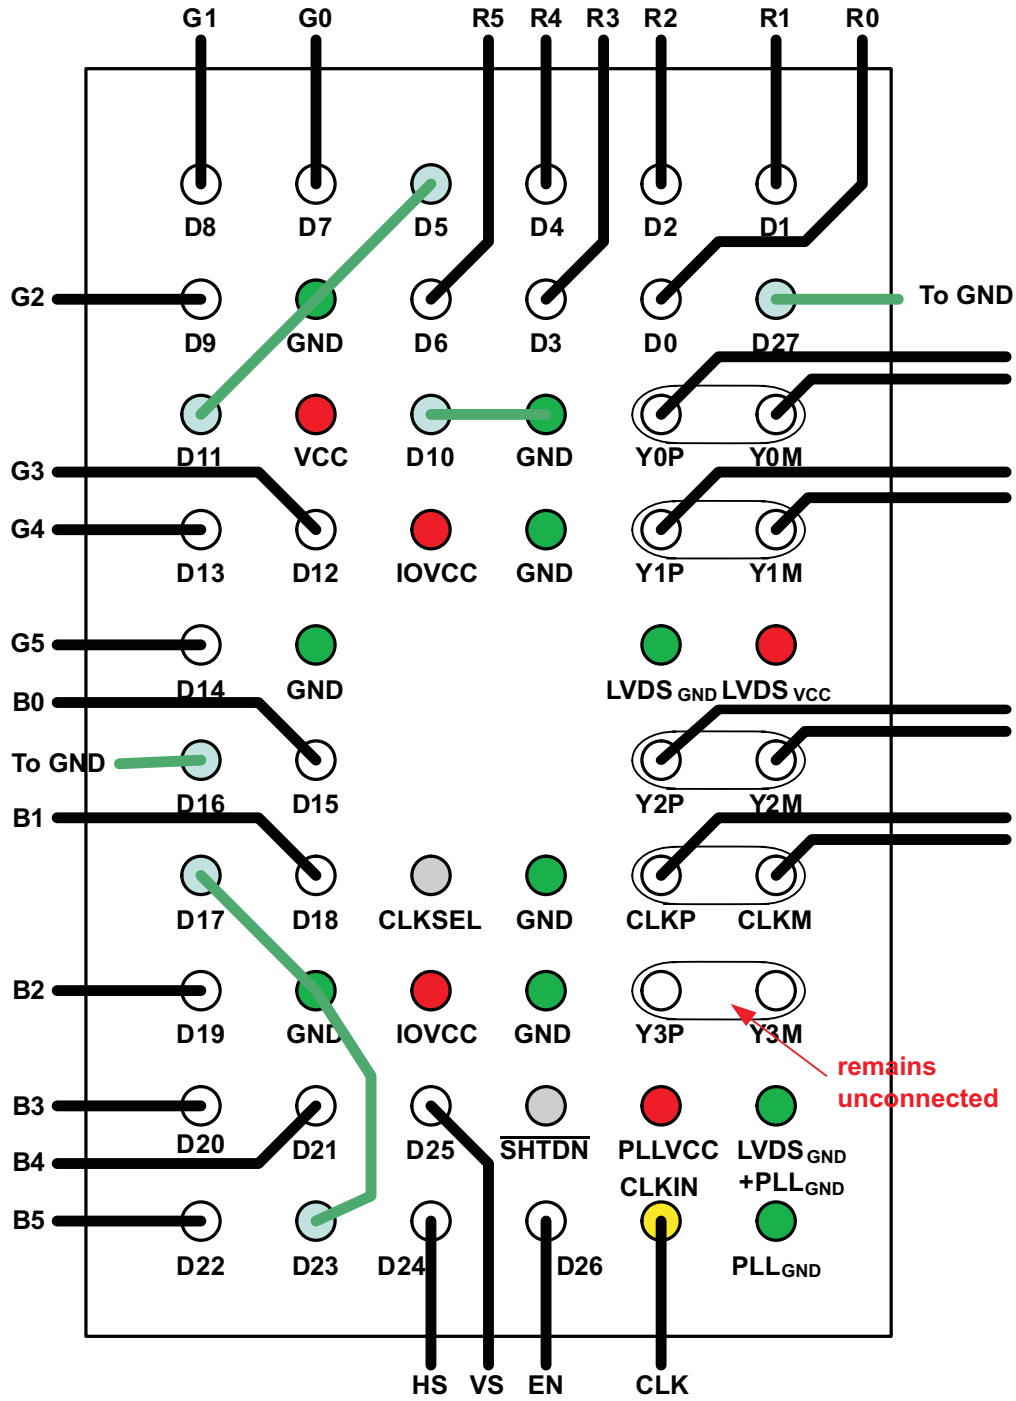 G1 G0 R5 R4 R3 R2 R1 R0
D8 D7 D5 D4 D2 D1
G2 To GND
D9 GND D6 D3 D0 D27
D11 VCC D10 GND Y0P Y0M
G3
G4
D13 D12 IOVCC GND Y1P Y1M
G5
D14 GND LVDS GND LVDS VCC
B0
To GND
D16 D15 Y2P Y2M
B1
D17 D18 CLKSEL GND CLKP CLKM
B2
D19 GND IOVCC GND Y3P Y3M
remains
unconnected
B3
D20 D21 D25 SHTDN PLLVCC LVDS GND
+PLL GND
B4
CLKIN
B5
D22 D23 D24 D26 PLL GND
HS VS EN CLK